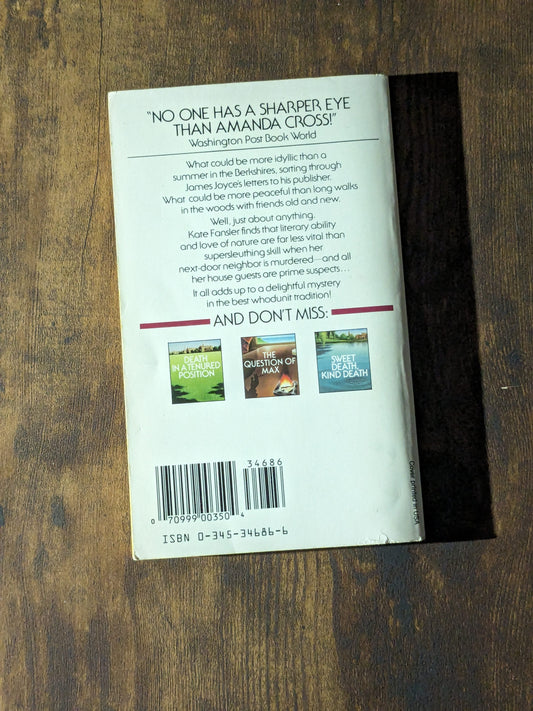 "NO ONE HAS A SHARPER EYE
THAN AMANDA CROSS!"
Washington Post Book World
What could be more idyllic than a
summer in the Berkshires, sorting through
James Joyce's letters to his publisher.
What could be more peaceful than long walks
in the woods with friends old and new.
Well, just about anything.
Kate Fansler finds that literary ability
and love of nature are far less vital than
supersleuthing skill when her
next-door neighbor is murdered—and all
her house guests are prime suspects...
It all adds up to a delightful mystery
in the best whodunit tradition!
AND DON'T MISS:
DEATH
IN A TENURED
POSITION
THE
QUESTION OF
MAX
SWEET
DEATH,
KIND DEATH
34686
0 70999 00350 4
ISBN 0-345-34686-6
Cover printed in USA